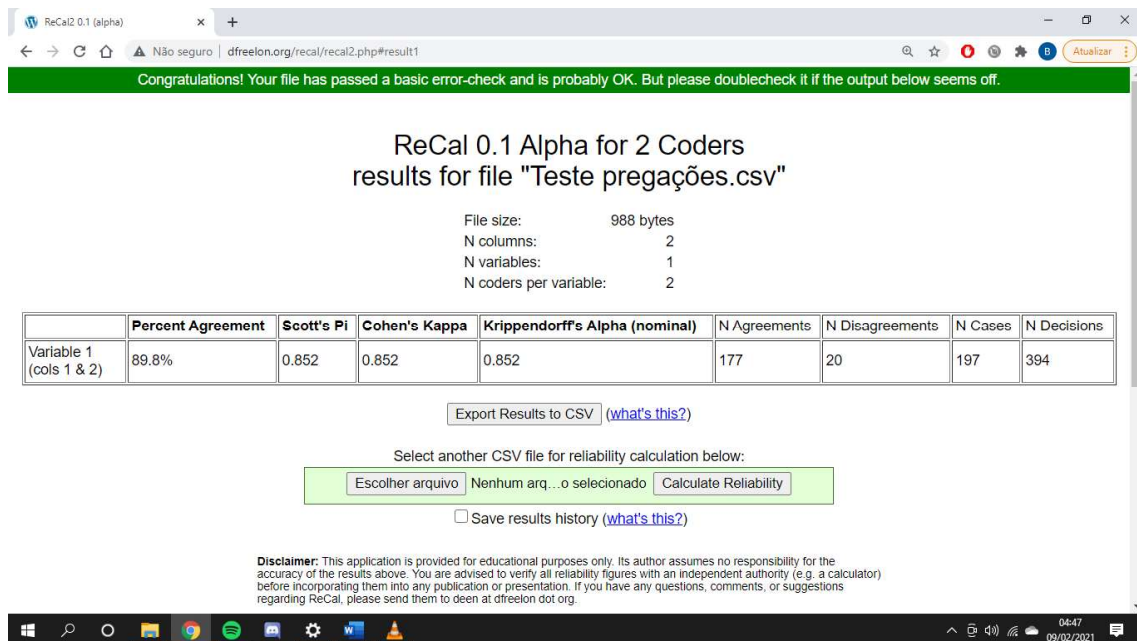 ReCal2 0.1 (alpha)
Não seguro | dfreelon.org/recal/recal2.php#result1
Atualizar
B
Congratulations! Your file has passed a basic error-check and is probably OK. But please doublecheck it if the output below seems off.
ReCal 0.1 Alpha for 2 Coders
results for file "Teste pregações.csv"
File size: 988 bytes
N columns: 2
N variables: 1
N coders per variable: 2
Percent Agreement Scott's Pi Cohen's Kappa Krippendorff's Alpha (nominal) N Agreements N Disagreements N Cases N Decisions
Variable 1
(cols 1 & 2) 89.8% 0.852 0.852 0.852 177 20 197 394
Export Results to CSV (what's this?)
Select another CSV file for reliability calculation below:
Escolher arquivo Nenhum arq…o selecionado Calculate Reliability
Save results history (what's this?)
Disclaimer: This application is provided for educational purposes only. Its author assumes no responsibility for the
accuracy of the results above. You are advised to verify all reliability figures with an independent authority (e.g. a calculator)
before incorporating them into any publication or presentation. If you have any questions, comments, or suggestions
regarding ReCal, please send them to deen at dfreelon dot org.
04:47
09/02/2021